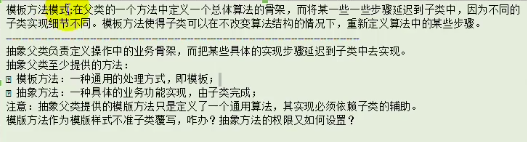 模板方法模式:在父类的一个方法中定义一个总体算法的骨架，而将某一些一些步骤延迟到子类中，因为不同的
子类实现细节不同。模板方法使得子类可以在不改变算法结构的情况下，重新定义算法中的某些步骤。
--------------------------------------------------------
抽象父类负责定义操作中的业务骨架，而把某些具体的实现步骤延迟到子类中去实现。
抽象父类至少提供的方法：
模板方法：一种通用的处理方式，即模板；
抽象方法：一种具体的业务功能实现，由子类完成；
注意：抽象父类提供的模版方法只是定义了一个通用算法，其实现必须依赖子类的辅助。
模版方法作为模版样式不准子类覆写，咋办？抽象方法的权限又如何设置？